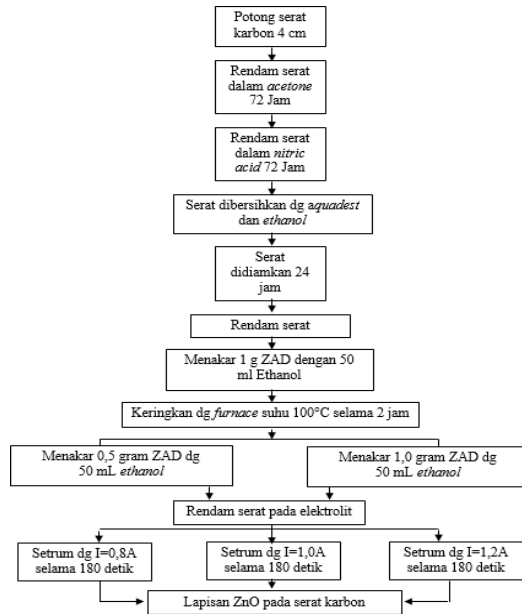 Potong serat
karbon 4 cm
Rendam serat
dalam acetone
72 Jam
Rendam serat
dalam nitric
acid 72 Jam
Serat dibersihkan dg aquadest
dan ethanol
Serat
didiamkan 24
jam
Rendam serat
Menakar 1 g ZAD dengan 50
ml Ethanol
Keringkan dg furnace suhu 100°C selama 2 jam
Menakar 0,5 gram ZAD dg
50 mL ethanol
Menakar 1,0 gram ZAD dg
50 mL ethanol
Rendam serat pada elektrolit
Setrum dg I=0,8A
selama 180 detik
Setrum dg I=1,0A
selama 180 detik
Setrum dg I=1,2A
selama 180 detik
Lapisan ZnO pada serat karbon